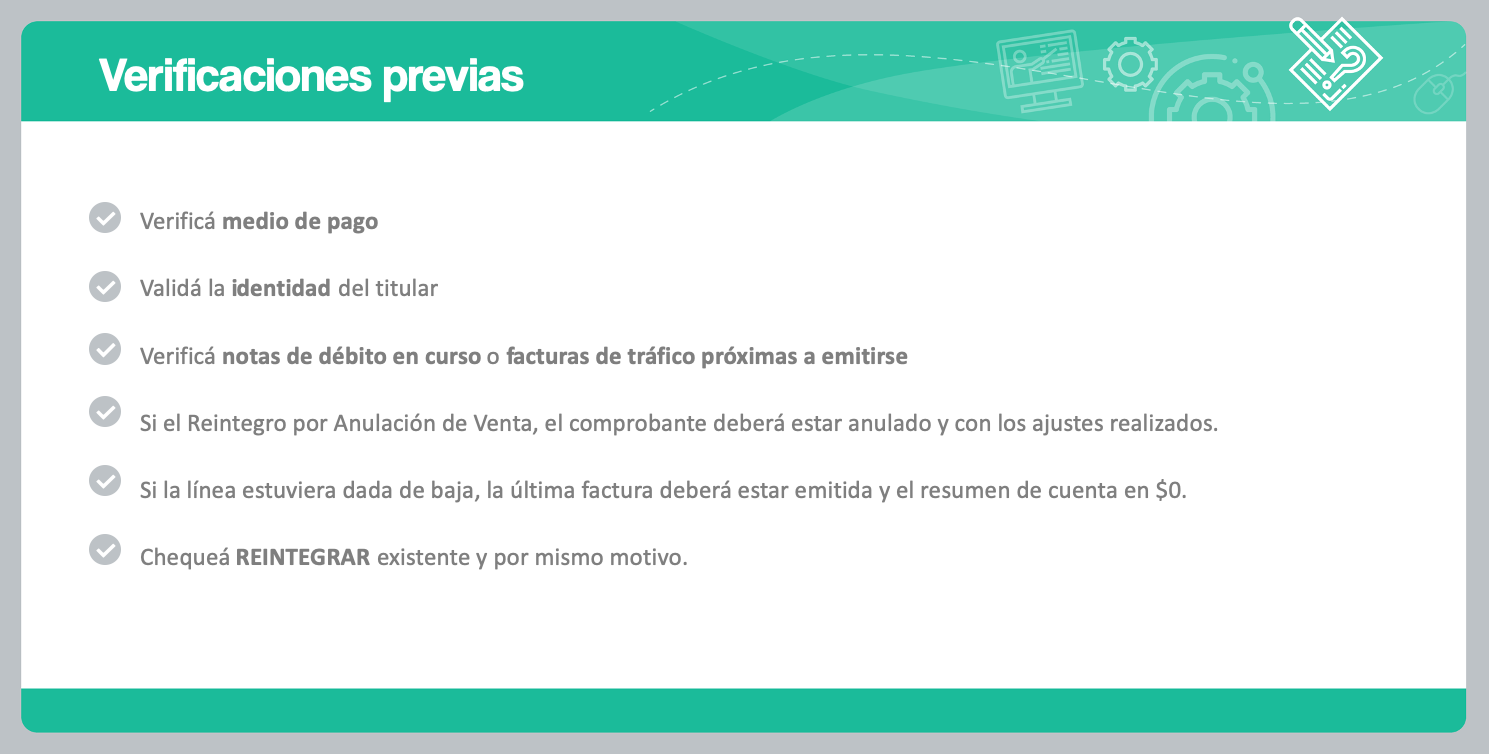 Verificaciones previas
Verificá medio de pago
Validá la identidad del titular
Verificá notas de débito en curso o facturas de tráfico próximas a emitirse
Si el Reintegro por Anulación de Venta, el comprobante deberá estar anulado y con los ajustes realizados.
Si la línea estuviera dada de baja, la última factura deberá estar emitida y el resumen de cuenta en $0.
Chequeá REINTEGRAR existente y por mismo motivo.